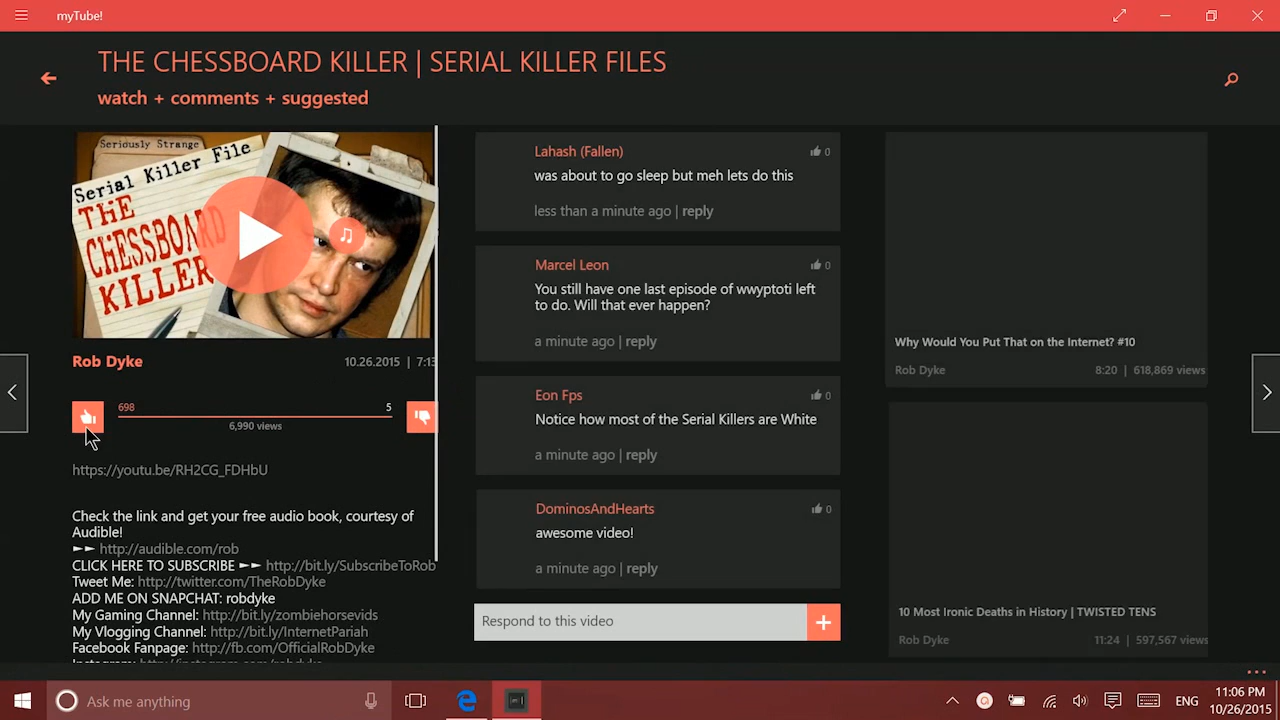 myTube!
THE CHESSBOARD KILLER | SERIAL KILLER FILES
watch + comments + suggested
Seriously Strange
Serial Killer File
THE
CHESSBOARD
KILLER
Rob Dyke
10.26.2015 | 7:13
698
5
6,990 views
https://youtu.be/RH2CG_FDHbU
Check the link and get your free audio book, courtesy of
Audible!
►► http://audible.com/rob
CLICK HERE TO SUBSCRIBE ►► http://bit.ly/SubscribeToRob
Tweet Me: http://twitter.com/TheRobDyke
ADD ME ON SNAPCHAT: robdyke
My Gaming Channel: http://bit.ly/zombiehorsevids
My Vlogging Channel: http://bit.ly/InternetPariah
Facebook Fanpage: http://fb.com/OfficialRobDyke
Instagram: http://instagram.com/robdyke
Lahash (Fallen)
0
was about to go sleep but meh lets do this
less than a minute ago | reply
Marcel Leon
0
You still have one last episode of wwyptoti left
to do. Will that ever happen?
a minute ago | reply
Eon Fps
0
Notice how most of the Serial Killers are White
a minute ago | reply
DominosAndHearts
0
awesome video!
a minute ago | reply
Respond to this video
Why Would You Put That on the Internet? #10
Rob Dyke
8:20 | 618,869 views
10 Most Ironic Deaths in History | TWISTED TENS
Rob Dyke
11:24 | 597,567 views
Ask me anything
ENG
11:06 PM
10/26/2015